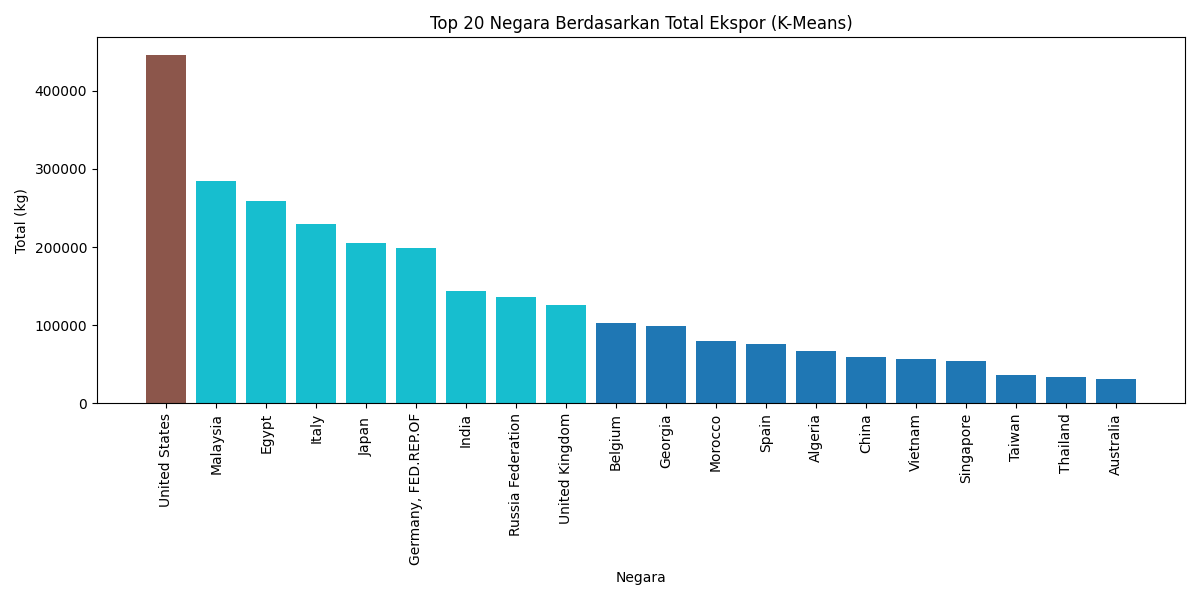 Top 20 Negara Berdasarkan Total Ekspor (K-Means)
Total (kg)
400000
300000
200000
100000
0
United States
Malaysia
Egypt
Italy
Japan
Germany, FED.REP.OF
India
Russia Federation
United Kingdom
Belgium
Georgia
Morocco
Spain
Algeria
China
Vietnam
Singapore
Taiwan
Thailand
Australia
Negara